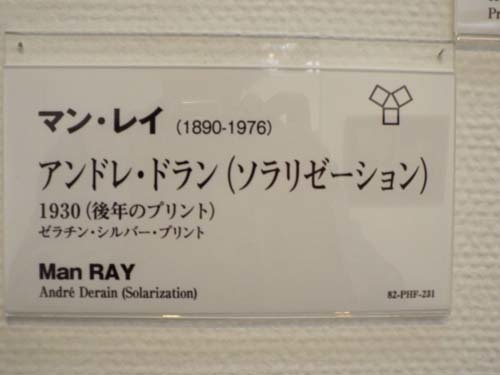 マン・レイ (1890-1976)
アンドレ・ドラン(ソラリゼーション)
1930(後年のプリント)
ゼラチン・シルバー・プリント
Man RAY
André Derain (Solarization)
82-PHF-231
Pr